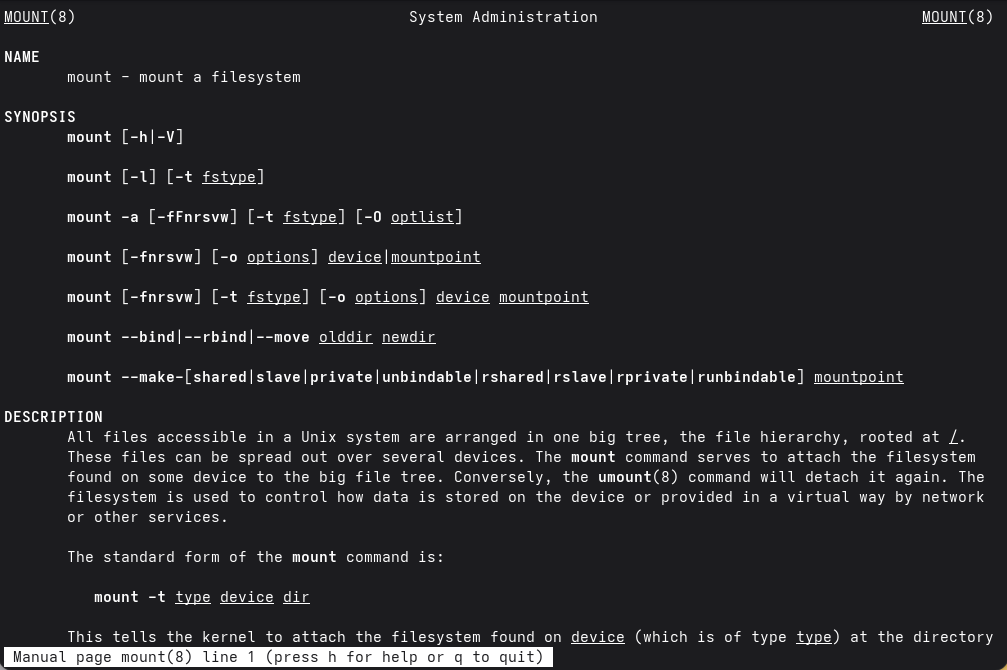 MOUNT(8) System Administration MOUNT(8)
NAME
mount - mount a filesystem
SYNOPSIS
mount [-h|-V]
mount [-l] [-t fstype]
mount -a [-fFnrsvw] [-t fstype] [-O optlist]
mount [-fnrsvw] [-o options] device|mountpoint
mount [-fnrsvw] [-t fstype] [-o options] device mountpoint
mount --bind|--rbind|--move olddir newdir
mount --make-[shared|slave|private|unbindable|rshared|rslave|rprivate|runbindable] mountpoint
DESCRIPTION
All files accessible in a Unix system are arranged in one big tree, the file hierarchy, rooted at /.
These files can be spread out over several devices. The mount command serves to attach the filesystem
found on some device to the big file tree. Conversely, the umount(8) command will detach it again. The
filesystem is used to control how data is stored on the device or provided in a virtual way by network
or other services.
The standard form of the mount command is:
mount -t type device dir
This tells the kernel to attach the filesystem found on device (which is of type type) at the directory
Manual page mount(8) line 1 (press h for help or q to quit)